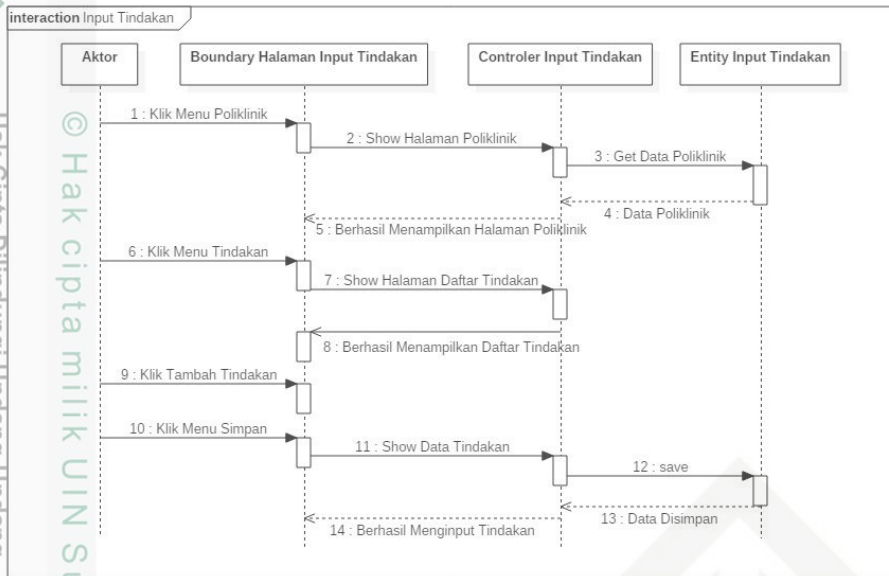 interaction Input Tindakan
Aktor
Boundary Halaman Input Tindakan
Controler Input Tindakan
Entity Input Tindakan
1 : Klik Menu Poliklinik
2 : Show Halaman Poliklinik
3 : Get Data Poliklinik
4 : Data Poliklinik
5 : Berhasil Menampilkan Halaman Poliklinik
6 : Klik Menu Tindakan
7 : Show Halaman Daftar Tindakan
8 : Berhasil Menampilkan Daftar Tindakan
9 : Klik Tambah Tindakan
10 : Klik Menu Simpan
11 : Show Data Tindakan
12 : save
13 : Data Disimpan
14 : Berhasil Menginput Tindakan
© Hak cipta milik UIN Su